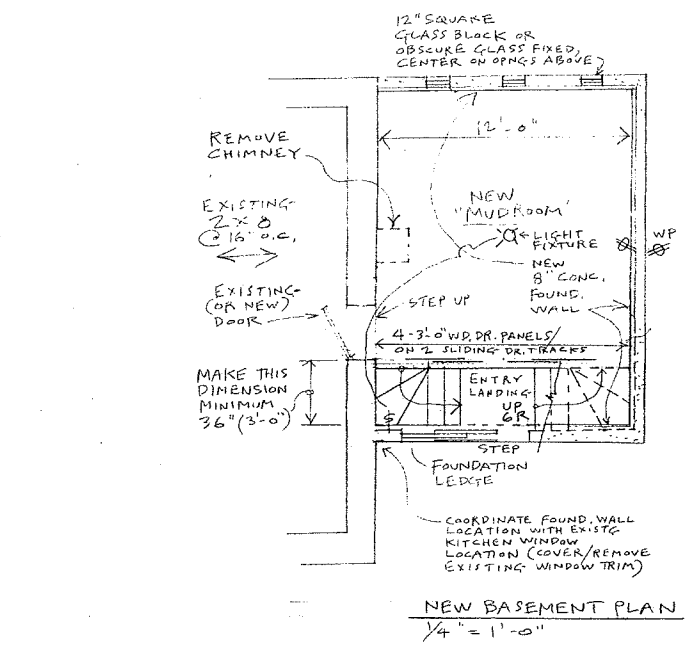 12" SQUARE
GLASS BLOCK OR
OBSCURE GLASS FIXED,
CENTER ON OPNGS ABOVE
12'-0"
REMOVE
CHIMNEY
EXISTING
2 X 8
@ 16" O.C.
NEW
"MUDROOM"
LIGHT
FIXTURE
WP
NEW
8" CONC.
FOUND.
WALL
EXISTING
(OR NEW)
DOOR
STEP UP
4-3'-0" WD. DR. PANELS
ON 2 SLIDING DR. TRACKS
MAKE THIS
DIMENSION
MINIMUM
36" (3'-0")
ENTRY
LANDING
UP
6R
$
STEP
FOUNDATION
LEDGE
COORDINATE FOUND. WALL
LOCATION WITH EXISTG
KITCHEN WINDOW
LOCATION (COVER/REMOVE
EXISTING WINDOW TRIM)
NEW BASEMENT PLAN
1/4" = 1'-0"